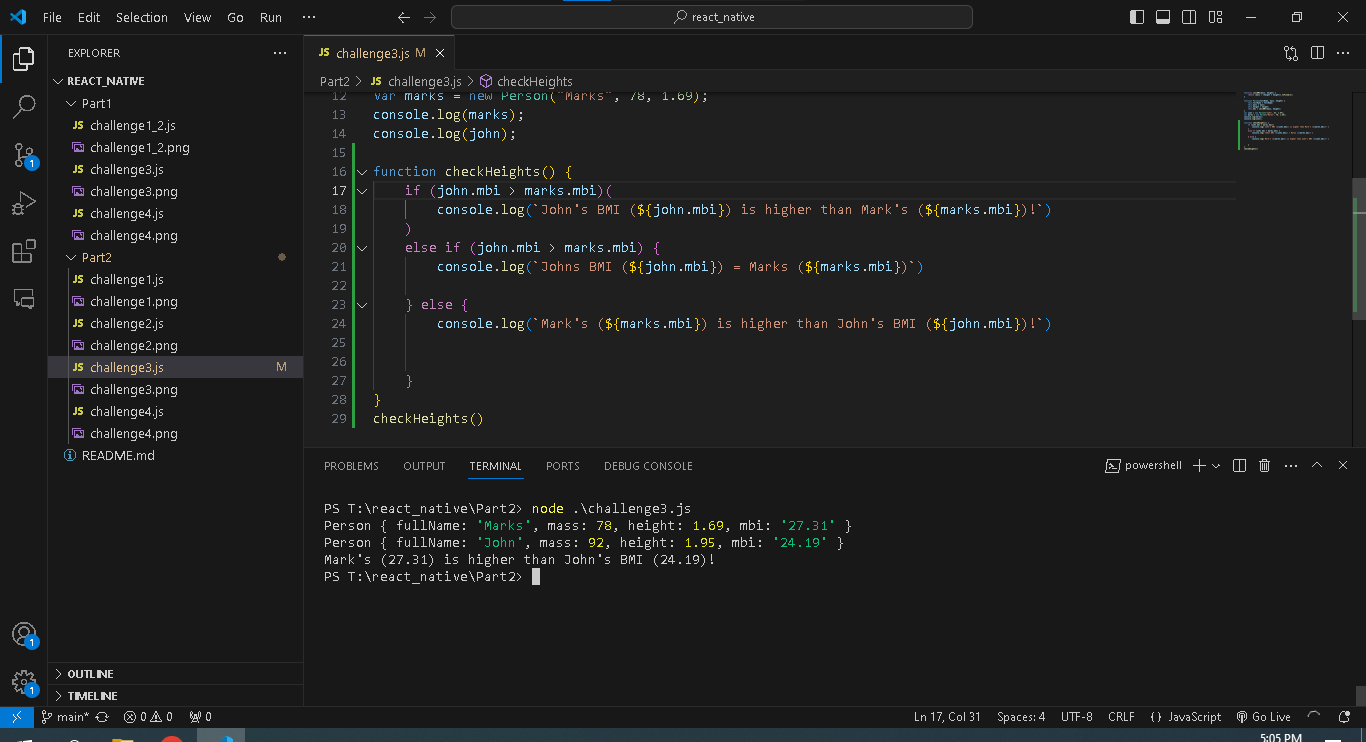 File Edit Selection View Go Run ··· react_native
EXPLORER ···
REACT_NATIVE
Part1
JS challenge1_2.js
challenge1_2.png
JS challenge3.js
challenge3.png
JS challenge4.js
challenge4.png
Part2
JS challenge1.js
challenge1.png
JS challenge2.js
challenge2.png
JS challenge3.js M
challenge3.png
JS challenge4.js
challenge4.png
README.md
OUTLINE
TIMELINE
1
1
1
JS challenge3.js M
Part2 > JS challenge3.js > checkHeights
12 var marks = new Person("Marks", 78, 1.69);
13 console.log(marks);
14 console.log(john);
15
16 function checkHeights() {
17 if (john.mbi > marks.mbi)(
18 console.log(`John's BMI (${john.mbi}) is higher than Mark's (${marks.mbi})!`)
19 )
20 else if (john.mbi > marks.mbi) {
21 console.log(`Johns BMI (${john.mbi}) = Marks (${marks.mbi})`)
22
23 } else {
24 console.log(`Mark's (${marks.mbi}) is higher than John's BMI (${john.mbi})!`)
25
26
27 }
28 }
29 checkHeights()
PROBLEMS OUTPUT TERMINAL PORTS DEBUG CONSOLE powershell
PS T:\react_native\Part2> node .\challenge3.js
Person { fullName: 'Marks', mass: 78, height: 1.69, mbi: '27.31' }
Person { fullName: 'John', mass: 92, height: 1.95, mbi: '24.19' }
Mark's (27.31) is higher than John's BMI (24.19)!
PS T:\react_native\Part2>
main* 0 0 0 Ln 17, Col 31 Spaces: 4 UTF-8 CRLF {} JavaScript Go Live
5:05 PM